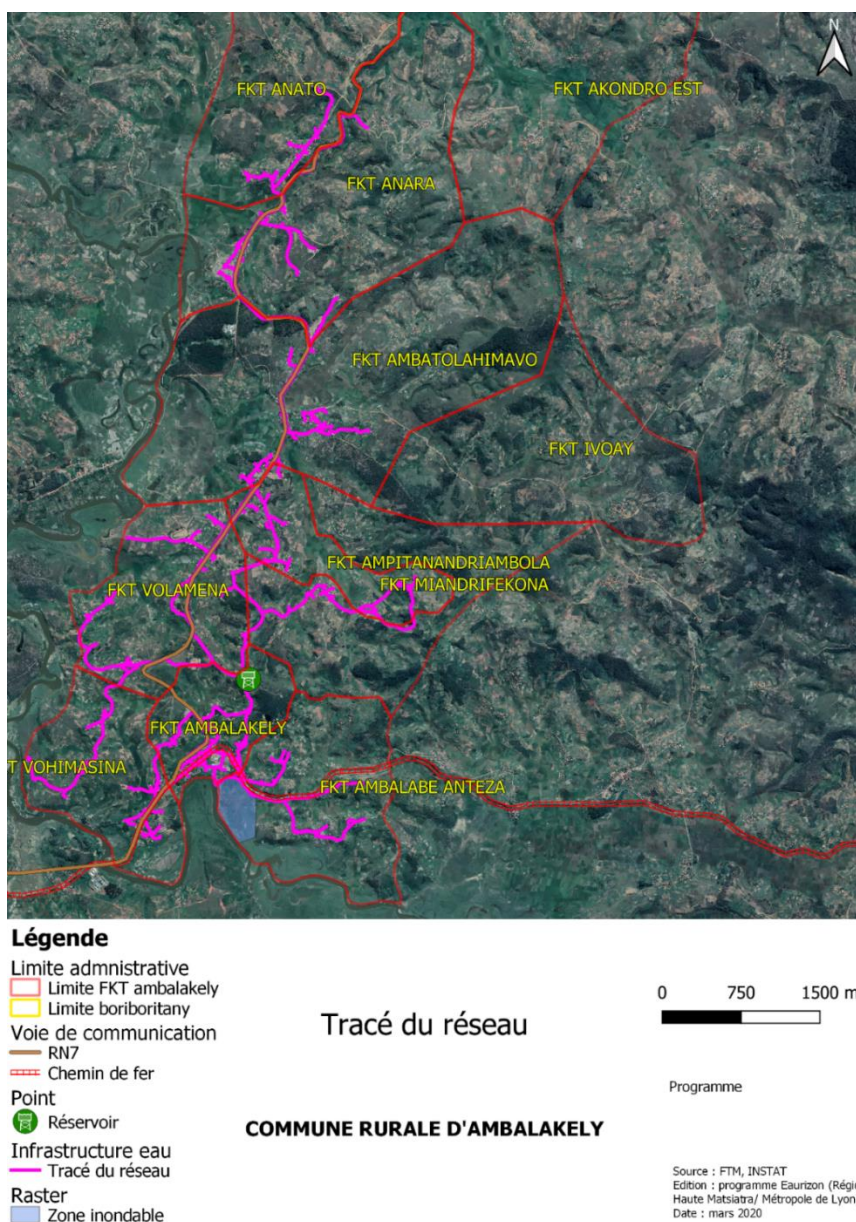 N
FKT ANATO
FKT AKONDRO EST
FKT ANARA
FKT AMBATOLAHIMAVO
FKT IVOAY
FKT AMPITANANDRIAMBOLA
FKT MIANDRIFEKONA
FKT VOLAMENA
FKT AMBALAKELY
T VOHIMASINA
FKT AMBALABE ANTEZA
Légende
Limite admnistrative
Limite FKT ambalakely
Limite boriboritany
Voie de communication
RN7
Chemin de fer
Point
Réservoir
Infrastructure eau
Tracé du réseau
Raster
Zone inondable
Tracé du réseau
COMMUNE RURALE D'AMBALAKELY
0 750 1500 m
Programme
Source : FTM, INSTAT
Edition : programme Eaurizon (Régi
Haute Matsiatra/ Métropole de Lyon
Date : mars 2020